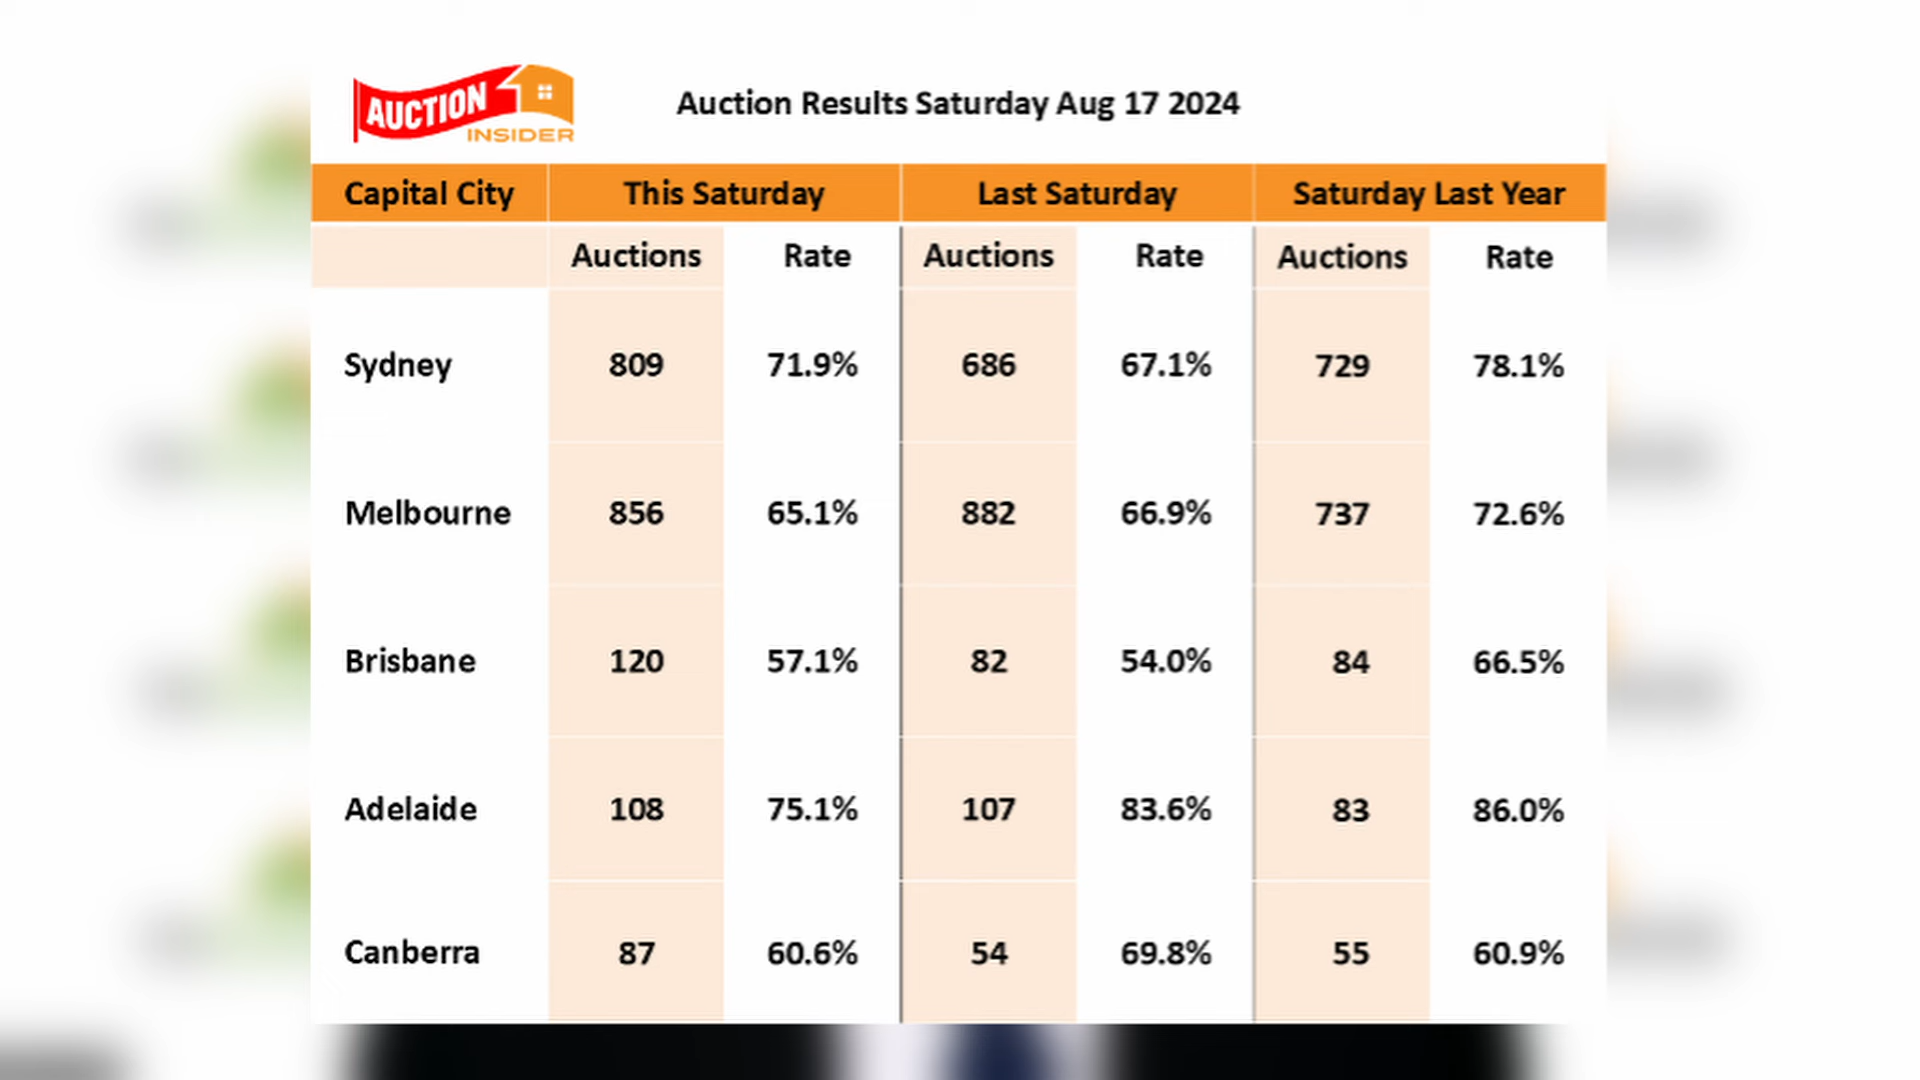 AUCTION
INSIDER
Auction Results Saturday Aug 17 2024
Capital City This Saturday Last Saturday Saturday Last Year
Auctions Rate Auctions Rate Auctions Rate
Sydney 809 71.9% 686 67.1% 729 78.1%
Melbourne 856 65.1% 882 66.9% 737 72.6%
Brisbane 120 57.1% 82 54.0% 84 66.5%
Adelaide 108 75.1% 107 83.6% 83 86.0%
Canberra 87 60.6% 54 69.8% 55 60.9%